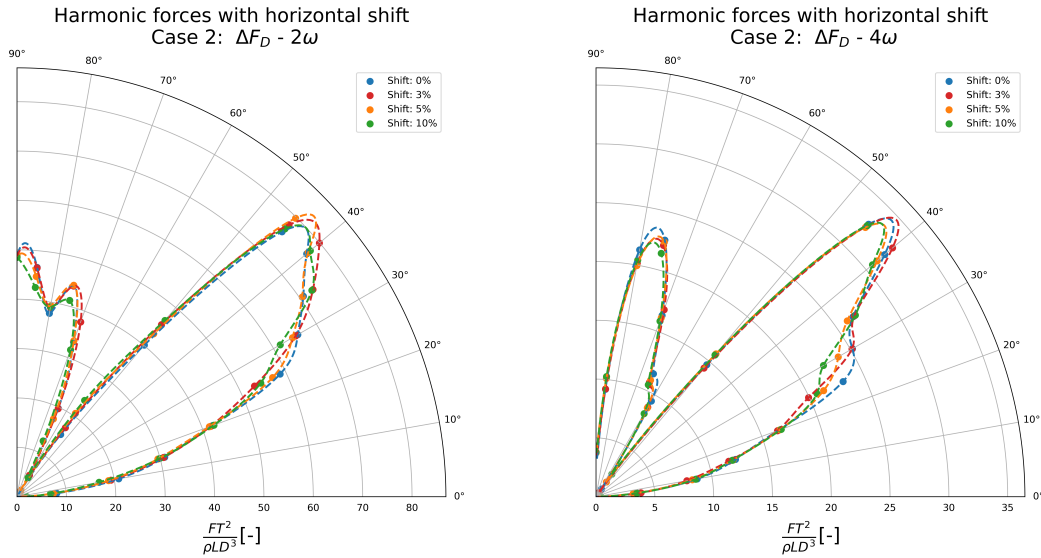 Harmonic forces with horizontal shift
Case 2: ΔF_D - 2ω
90°
80°
70°
60°
50°
40°
30°
20°
10°
0°
Shift: 0%
Shift: 3%
Shift: 5%
Shift: 10%
0 10 20 30 40 50 60 70 80
FT²/ρLD³ [-]
Harmonic forces with horizontal shift
Case 2: ΔF_D - 4ω
90°
80°
70°
60°
50°
40°
30°
20°
10°
0°
Shift: 0%
Shift: 3%
Shift: 5%
Shift: 10%
0 5 10 15 20 25 30 35
FT²/ρLD³ [-]